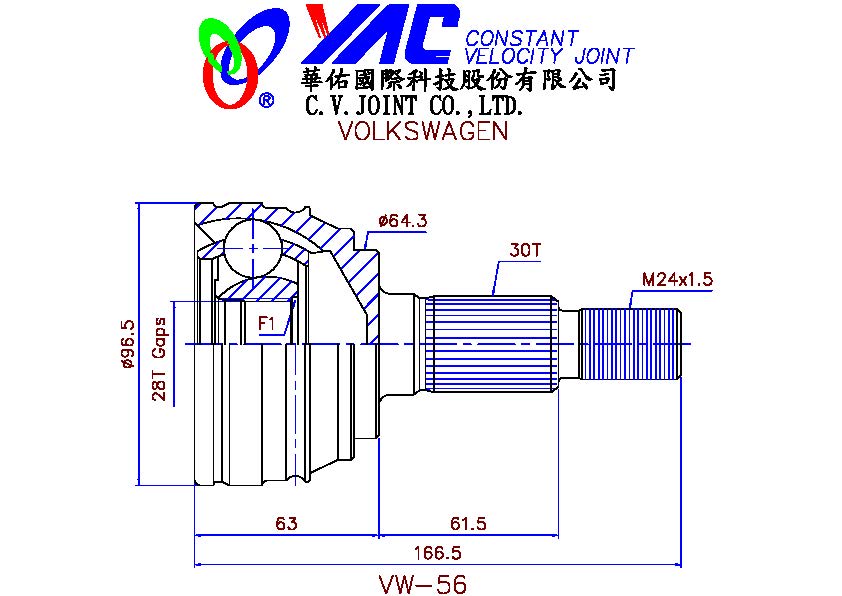 YAC CONSTANT
VELOCITY JOINT
®
華佑國際科技股份有限公司
C.V.JOINT CO.,LTD.
VOLKSWAGEN
ø64.3
30T
M24x1.5
F1
ø96.5
28T Gaps
63
61.5
166.5
VW-56